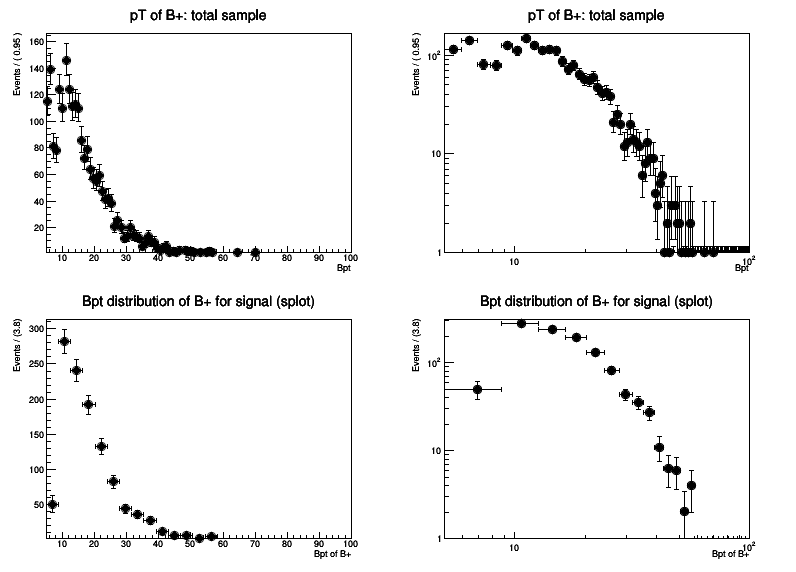 pT of B+: total sample
Events / ( 0.95 )
160
140
120
100
80
60
40
20
10 20 30 40 50 60 70 80 90 100
Bpt
pT of B+: total sample
Events / ( 0.95 )
10²
10
1
10 10²
Bpt
Bpt distribution of B+ for signal (splot)
Events / (3.8)
300
250
200
150
100
50
10 20 30 40 50 60 70 80 90 100
Bpt of B+
Bpt distribution of B+ for signal (splot)
Events / (3.8)
10²
10
1
10 10²
Bpt of B+